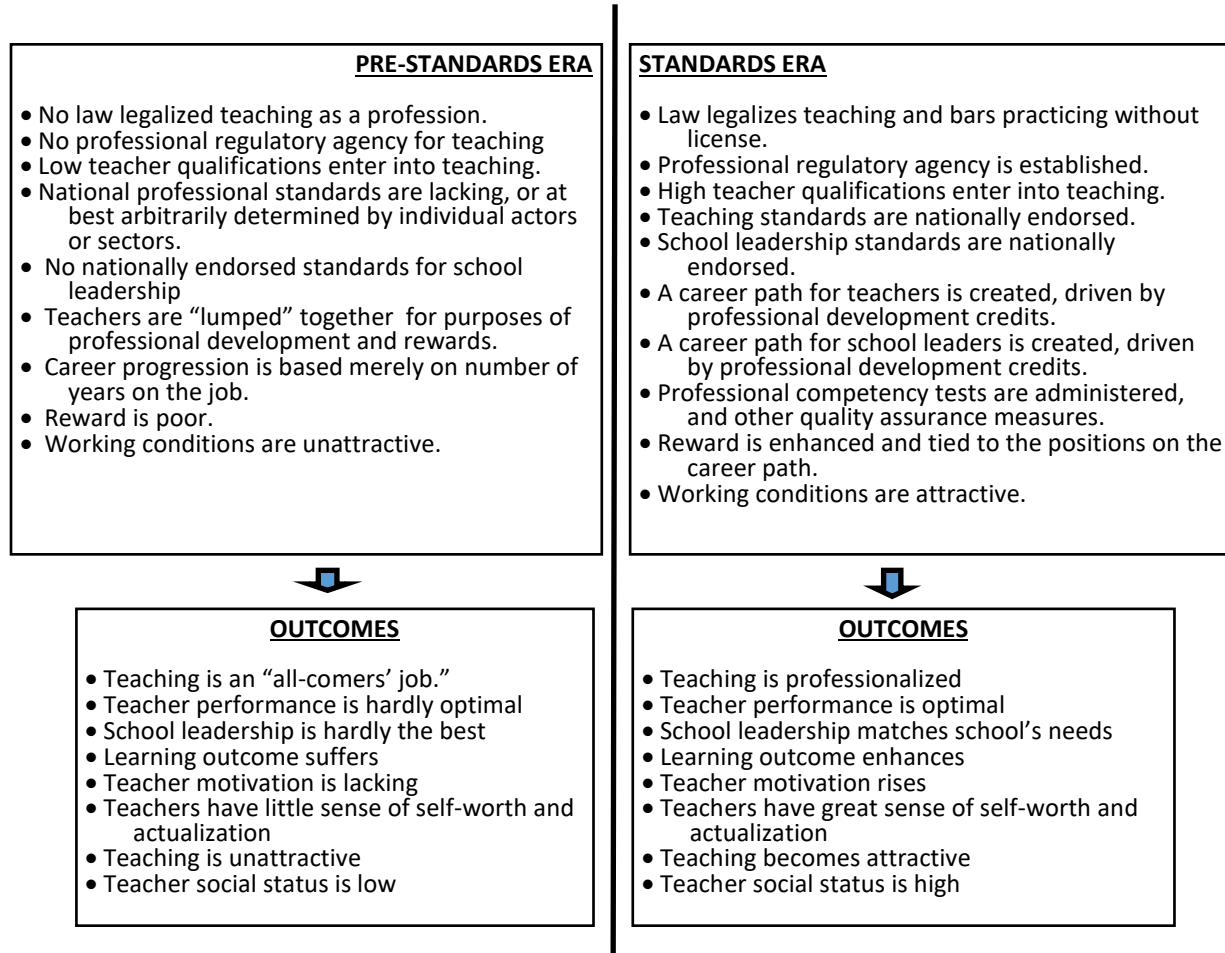 PRE-STANDARDS ERA
• No law legalized teaching as a profession.
• No professional regulatory agency for teaching
• Low teacher qualifications enter into teaching.
• National professional standards are lacking, or at
best arbitrarily determined by individual actors
or sectors.
• No nationally endorsed standards for school
leadership
• Teachers are “lumped” together for purposes of
professional development and rewards.
• Career progression is based merely on number of
years on the job.
• Reward is poor.
• Working conditions are unattractive.
STANDARDS ERA
• Law legalizes teaching and bars practicing without
license.
• Professional regulatory agency is established.
• High teacher qualifications enter into teaching.
• Teaching standards are nationally endorsed.
• School leadership standards are nationally
endorsed.
• A career path for teachers is created, driven by
professional development credits.
• A career path for school leaders is created, driven
by professional development credits.
• Professional competency tests are administered,
and other quality assurance measures.
• Reward is enhanced and tied to the positions on the
career path.
• Working conditions are attractive.
OUTCOMES
• Teaching is an “all-comers’ job.”
• Teacher performance is hardly optimal
• School leadership is hardly the best
• Learning outcome suffers
• Teacher motivation is lacking
• Teachers have little sense of self-worth and
actualization
• Teaching is unattractive
• Teacher social status is low
OUTCOMES
• Teaching is professionalized
• Teacher performance is optimal
• School leadership matches school’s needs
• Learning outcome enhances
• Teacher motivation rises
• Teachers have great sense of self-worth and
actualization
• Teaching becomes attractive
• Teacher social status is high